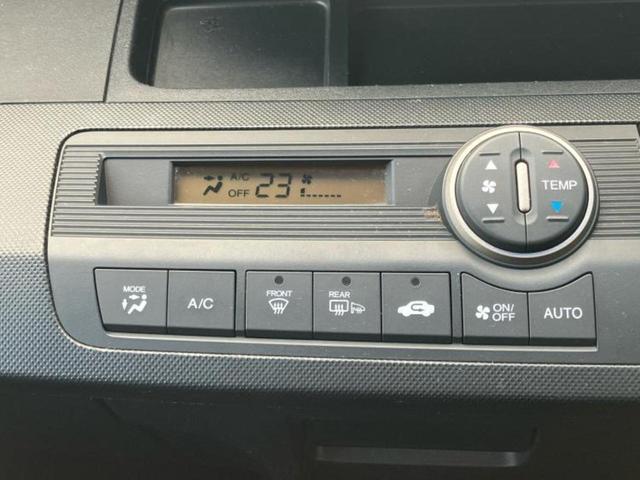 A/C
OFF 23
TEMP
MODE
A/C
FRONT
REAR
ON/
OFF
AUTO